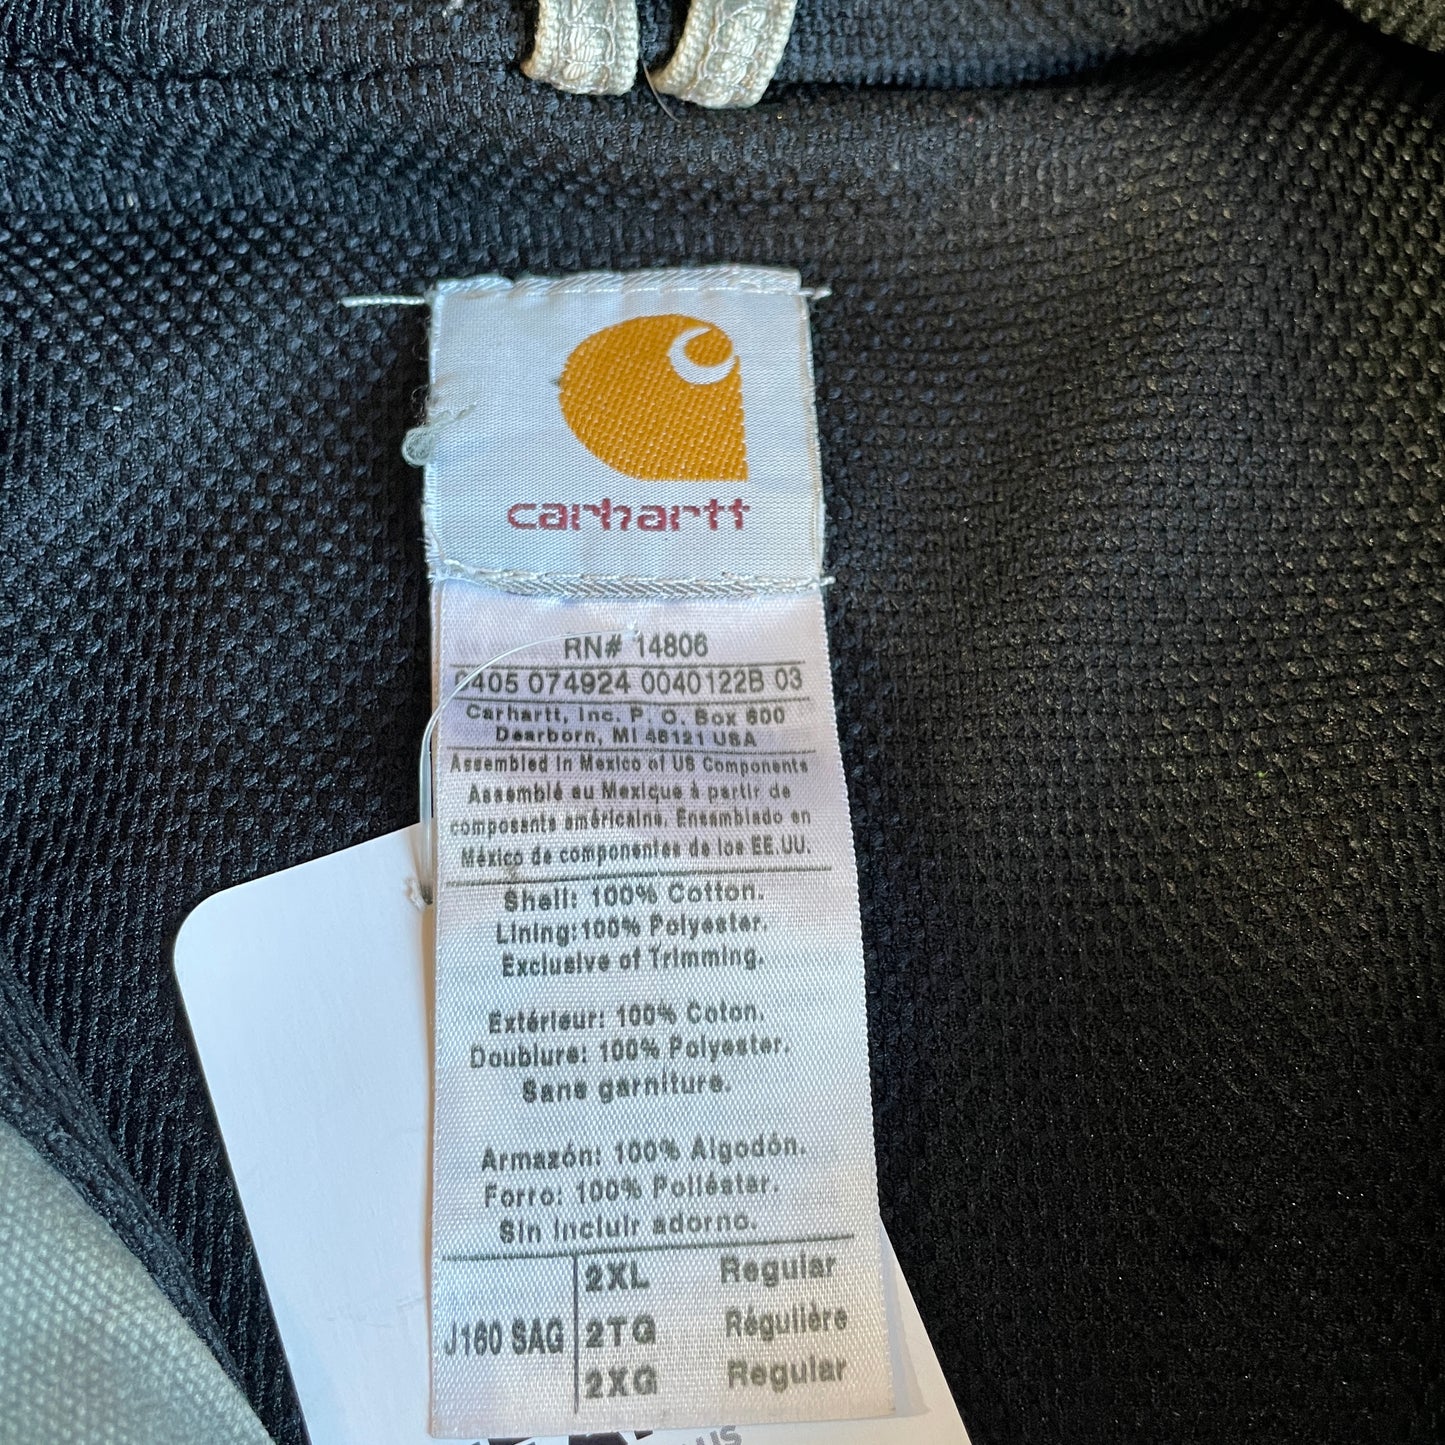 carhartt
RN# 14806
0405 074924 0040122B 03
Carhartt, Inc. P. O. Box 600
Dearborn, MI 48121 USA
Assembled In Mexico of US Components
Assemblé au Mexique à partir de
composants américains. Ensamblado en
México de componentes de los EE.UU.
Shell: 100% Cotton.
Lining: 100% Polyester.
Exclusive of Trimming.
Extérieur: 100% Coton.
Doublure: 100% Polyester.
Sans garniture.
Armazón: 100% Algodón.
Forro: 100% Poliéster.
Sin incluir adorno.
J160 SAG
2XL Regular
2TG Régulière
2XG Regular